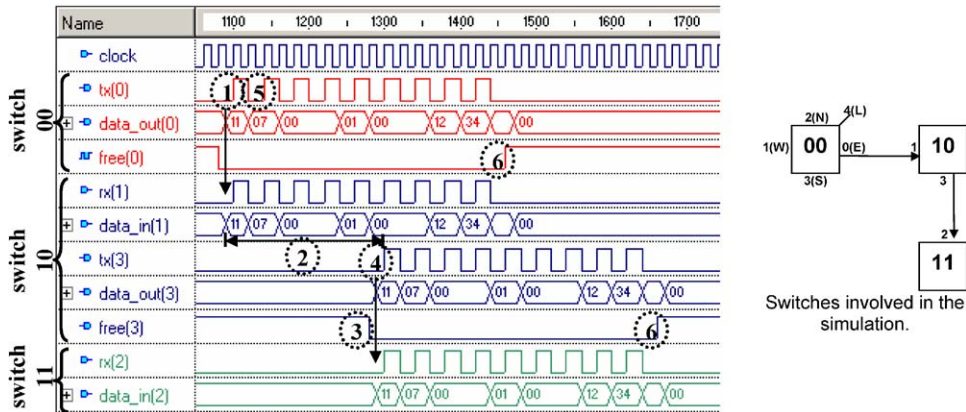 Name 1100 1200 1300 1400 1500 1600 1700
clock
tx(0) 1 5
data_out(0) 11 07 00 01 00 12 34 00
free(0) 6
rx(1)
data_in(1) 11 07 00 01 00 12 34 00
2
tx(3) 4
data_out(3) 11 07 00 01 00 12 34 00
free(3) 3 6
rx(2)
data_in(2) 11 07 00 01 00 12 34 00
switch 00
switch 10
switch 11
2(N) 4(L)
1(W) 00 0(E) 1 10
3(S) 3
2
11
Switches involved in the
simulation.